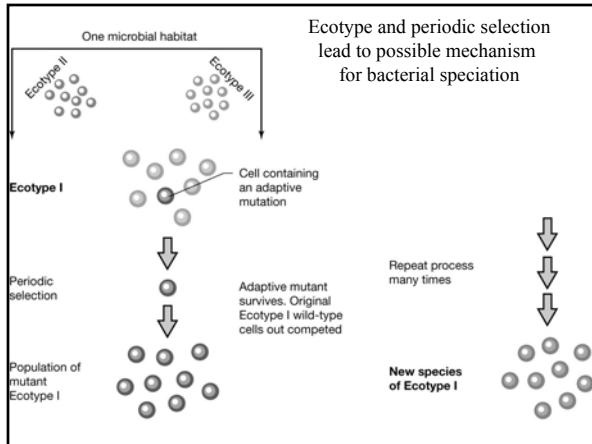 Ecotype and periodic selection
lead to possible mechanism
for bacterial speciation
One microbial habitat
Ecotype II
Ecotype III
Ecotype I
Cell containing
an adaptive
mutation
Periodic
selection
Adaptive mutant
survives. Original
Ecotype I wild-type
cells out competed
Population of
mutant
Ecotype I
Repeat process
many times
New species
of Ecotype I